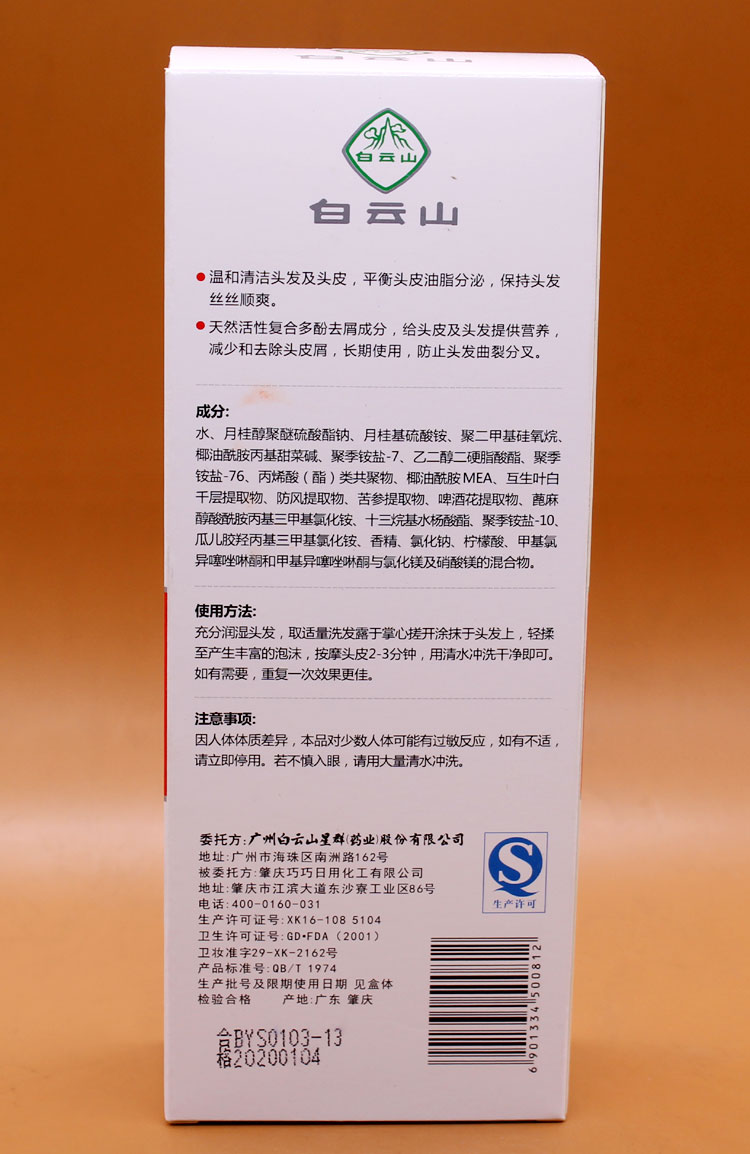 白云山
白云山
白云山
●温和清洁头发及头皮，平衡头皮油脂分泌，保持头发
丝丝顺爽。
●天然活性复合多酚去屑成分，给头皮及头发提供营养，
减少和去除头皮屑，长期使用，防止头发曲裂分叉。
成分:
水、月桂醇聚醚硫酸酯钠、月桂基硫酸铵、聚二甲基硅氧烷、
椰油酰胺丙基甜菜碱、聚季铵盐-7、乙二醇二硬脂酸酯、聚季
铵盐-76、丙烯酸（酯）类共聚物、椰油酰胺MEA、互生叶白
千层提取物、防风提取物、苦参提取物、啤酒花提取物、蓖麻
醇酸酰胺丙基三甲基氯化铵、十三烷基水杨酸酯、聚季铵盐-10、
瓜儿胶羟丙基三甲基氯化铵、香精、氯化钠、柠檬酸、甲基氯
异噻唑啉酮和甲基异噻唑啉酮与氯化镁及硝酸镁的混合物。
使用方法:
充分润湿头发，取适量洗发露于掌心搓开涂抹于头发上，轻揉
至产生丰富的泡沫，按摩头皮2-3分钟，用清水冲洗干净即可。
如有需要，重复一次效果更佳。
注意事项:
因人体体质差异，本品对少数人体可能有过敏反应，如有不适，
请立即停用。若不慎入眼，请用大量清水冲洗。
委托方:广州白云山星群(药业)股份有限公司
地址:广州市海珠区南洲路162号
被委托方:肇庆巧巧日用化工有限公司
地址:肇庆市江滨大道东沙寮工业区86号
电话:400-0160-031
生产许可证号:XK16-108 5104
卫生许可证号:GD•FDA（2001）
卫妆准字29-XK-2162号
产品标准号:QB/T 1974
生产批号及限期使用日期 见盒体
检验合格 产地:广东 肇庆
S
生产许可
6901334500812
合BYS0103-13
格20200104